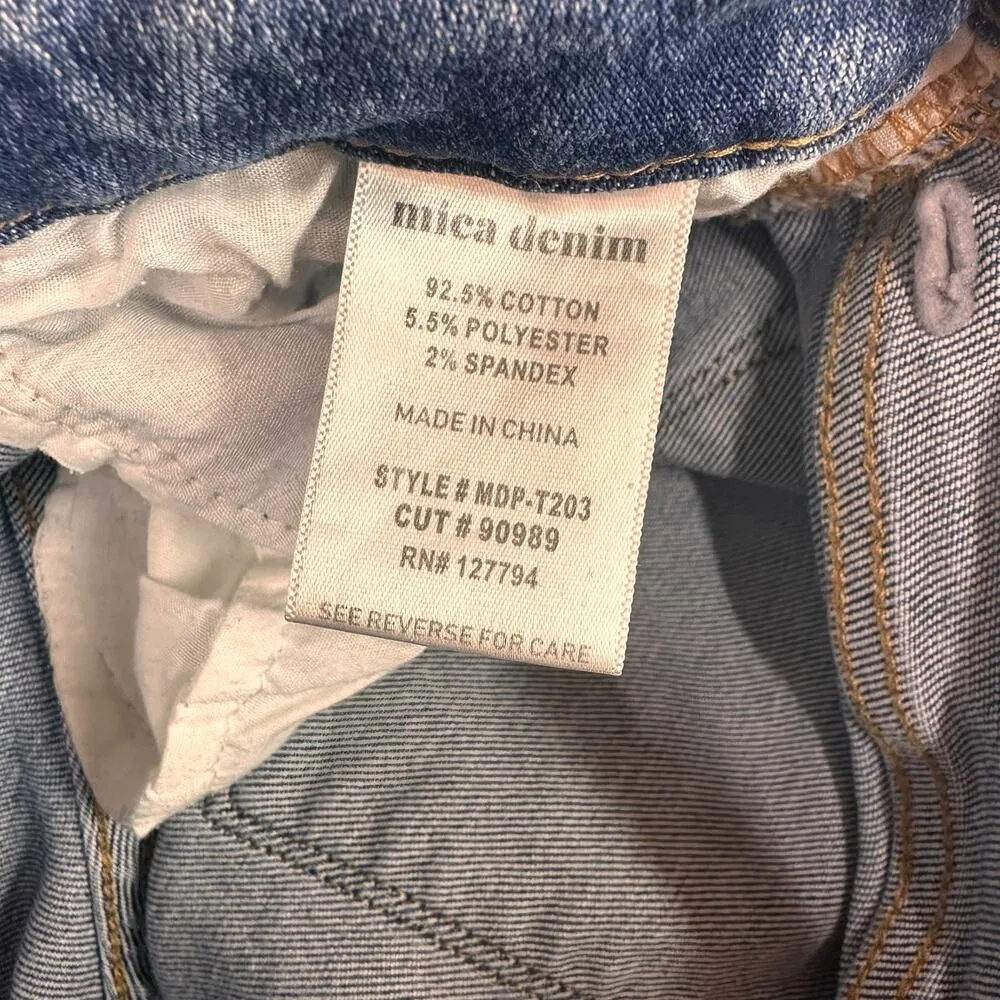 mica denim
92.5% COTTON
5.5% POLYESTER
2% SPANDEX
MADE IN CHINA
STYLE # MDP-T203
CUT # 90989
RN# 127794
SEE REVERSE FOR CARE